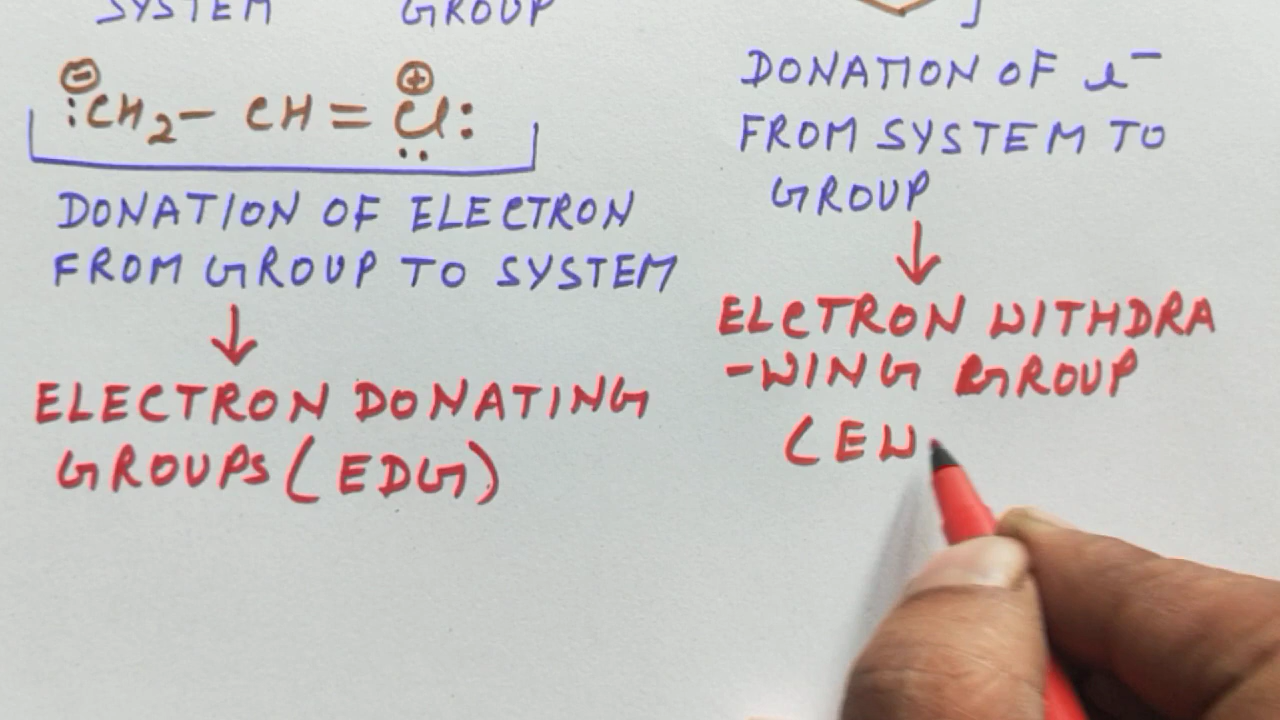 SYSTEM GROUP
⊖ ⊕
:CH₂- CH = Cl:
DONATION OF ELECTRON
FROM GROUP TO SYSTEM
↓
ELECTRON DONATING
GROUPs (EDG)
]
DONATION OF e⁻
FROM SYSTEM TO
GROUP
↓
ELCTRON WITHDRA
-WING GROUP
(EW